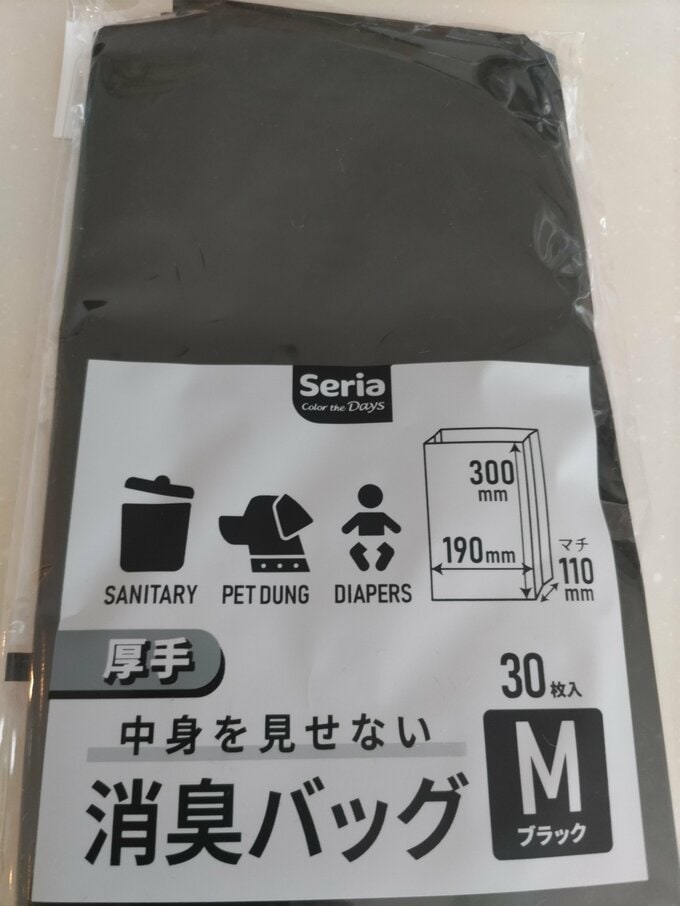 Seria
Color the Days
300
mm
190mm
マチ
110
mm
SANITARY
PET DUNG
DIAPERS
厚手
30枚入
中身を見せない
消臭バッグ
M
ブラック